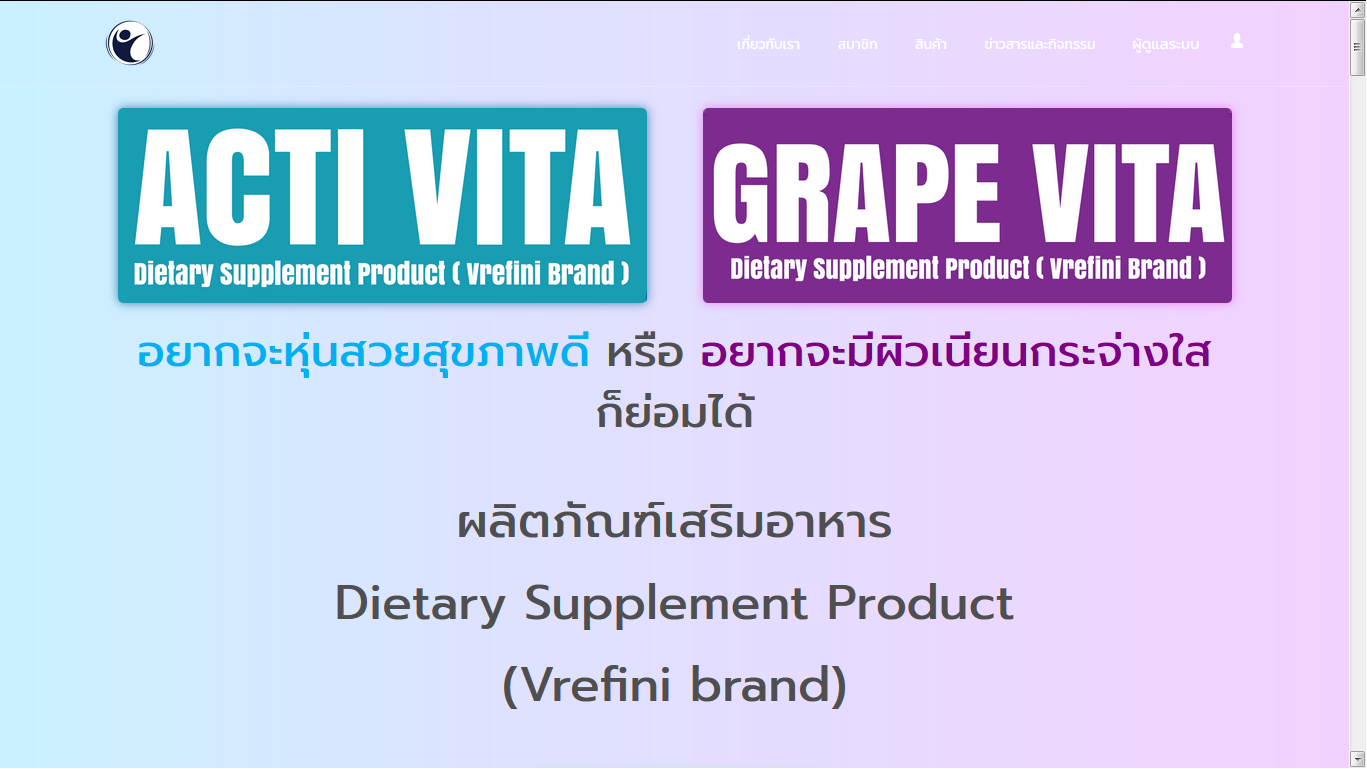 เกี่ยวกับเรา สมาชิก สินค้า ข่าวสารและกิจกรรม ผู้ดูแลระบบ
ACTI VITA
Dietary Supplement Product ( Vrefini Brand )
GRAPE VITA
Dietary Supplement Product ( Vrefini Brand )
อยากจะหุ่นสวยสุขภาพดี หรือ อยากจะมีผิวเนียนกระจ่างใส
ก็ย่อมได้
ผลิตภัณฑ์เสริมอาหาร
Dietary Supplement Product
(Vrefini brand)